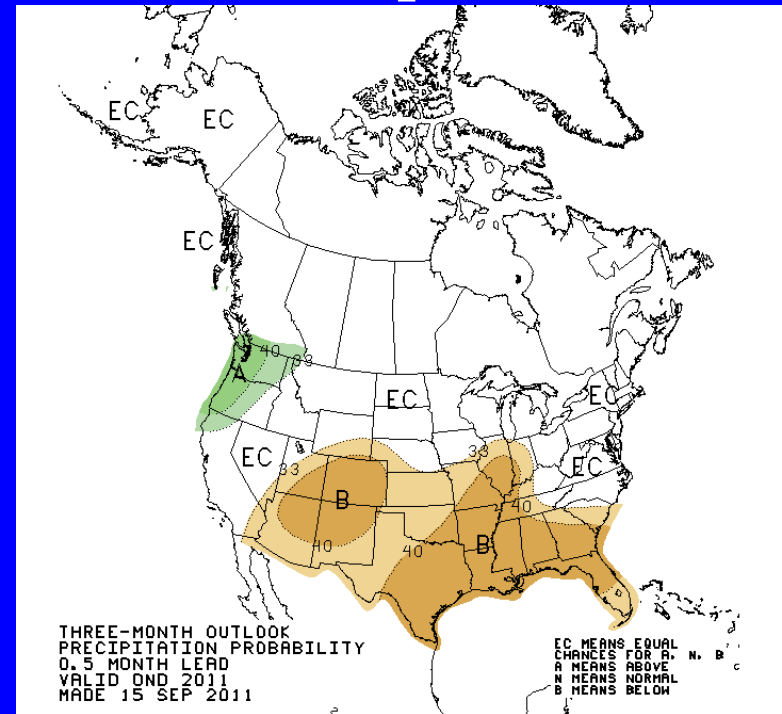 EC
EC
EC
40
33
A
EC
EC
33
EC
33
EC
B
40
40
40
B
THREE-MONTH OUTLOOK
PRECIPITATION PROBABILITY
0.5 MONTH LEAD
VALID OND 2011
MADE 15 SEP 2011
EC MEANS EQUAL
CHANCES FOR A, N, B
A MEANS ABOVE
N MEANS NORMAL
B MEANS BELOW